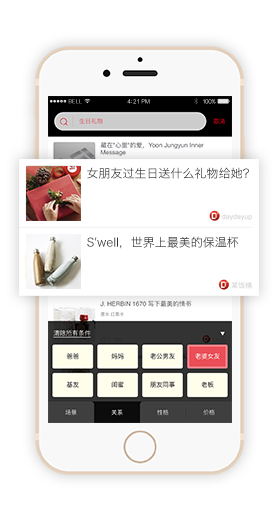 BELL
4:21 PM
100%
生日礼物
取消
藏在“心里”的爱，Yoon Jungyun Inner
Message
女朋友过生日送什么礼物给她？
daydayup
S'well，世界上最美的保温杯
J. HERBIN 1670 写下最美的情书
清除所有条件
爸爸
妈妈
老公男友
老婆女友
基友
闺蜜
朋友同事
老板
场景
关系
性格
价格